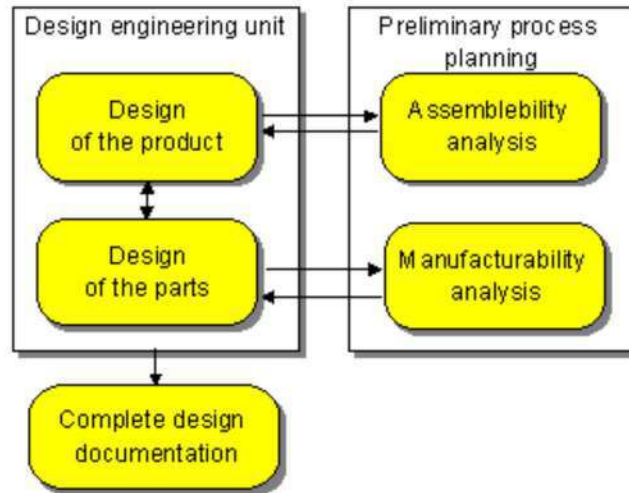 Design engineering unit
Preliminary process
planning
Design
of the product
Assemblebility
analysis
Design
of the parts
Manufacturability
analysis
Complete design
documentation